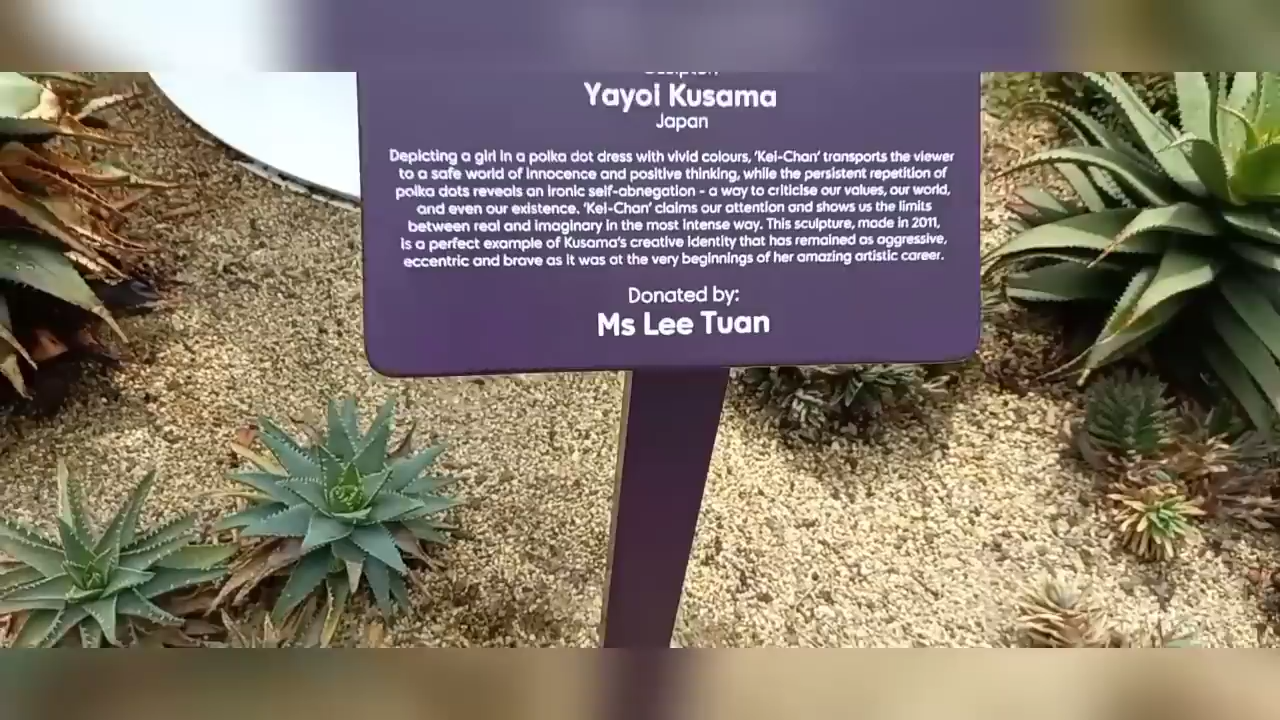 Yayoi Kusama
Japan
Depicting a girl in a polka dot dress with vivid colours, 'Kei-Chan' transports the viewer
to a safe world of innocence and positive thinking, while the persistent repetition of
polka dots reveals an ironic self-abnegation - a way to criticise our values, our world,
and even our existence. 'Kei-Chan' claims our attention and shows us the limits
between real and imaginary in the most intense way. This sculpture, made in 2011,
is a perfect example of Kusama's creative identity that has remained as aggressive,
eccentric and brave as it was at the very beginnings of her amazing artistic career.
Donated by:
Ms Lee Tuan